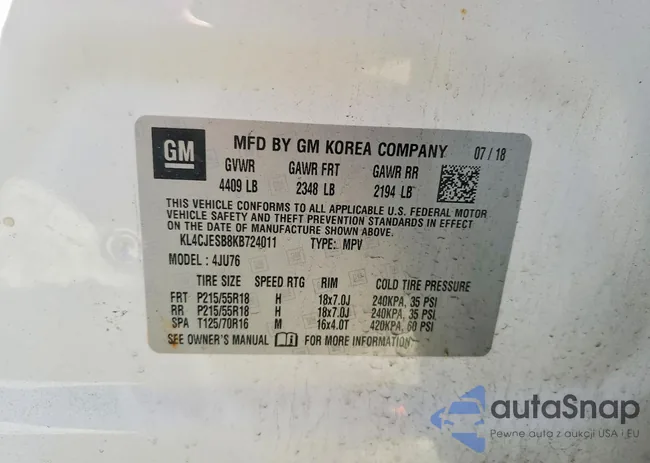 GM
MFD BY GM KOREA COMPANY 07/18
GVWR GAWR FRT GAWR RR
4409 LB 2348 LB 2194 LB
THIS VEHICLE CONFORMS TO ALL APPLICABLE U.S. FEDERAL MOTOR
VEHICLE SAFETY AND THEFT PREVENTION STANDARDS IN EFFECT
ON THE DATE OF MANUFACTURE SHOWN ABOVE.
KL4CJESB8KB724011 TYPE: MPV
MODEL : 4JU76
TIRE SIZE SPEED RTG RIM COLD TIRE PRESSURE
FRT P215/55R18 H 18x7.0J 240KPA, 35 PSI
RR P215/55R18 H 18x7.0J 240KPA, 35 PSI
SPA T125/70R16 M 16x4.0T 420KPA, 60 PSI
SEE OWNER'S MANUAL FOR MORE INFORMATION
autaSnap
Pewne auta z aukcji USA i EU